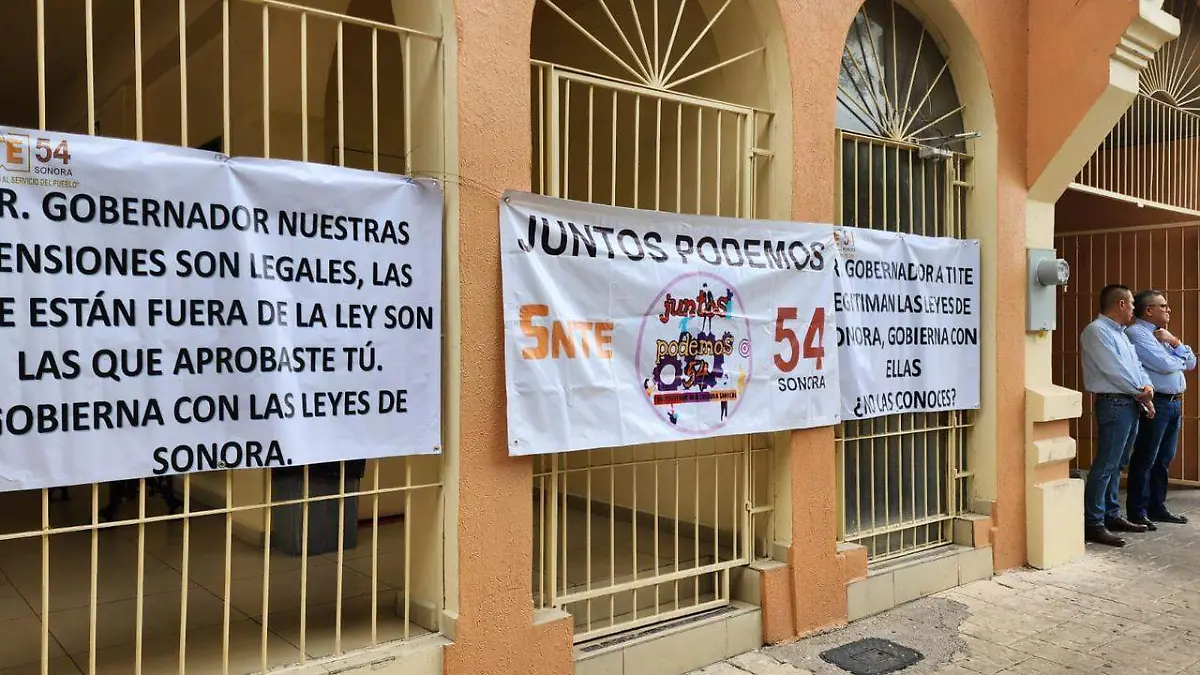 TE 54
SONORA
AL SERVICIO DEL PUEBLO"
R. GOBERNADOR NUESTRAS
ENSIONES SON LEGALES, LAS
E ESTÁN FUERA DE LA LEY SON
LAS QUE APROBASTE TÚ.
GOBIERNA CON LAS LEYES DE
SONORA.
JUNTOS PODEMOS
SNTE
juntos
podemos
54
54
SONORA
R GOBERNADOR A TI TE
EGITIMAN LAS LEYES DE
ONORA, GOBIERNA CON
ELLAS
¿NO LAS CONOCES?